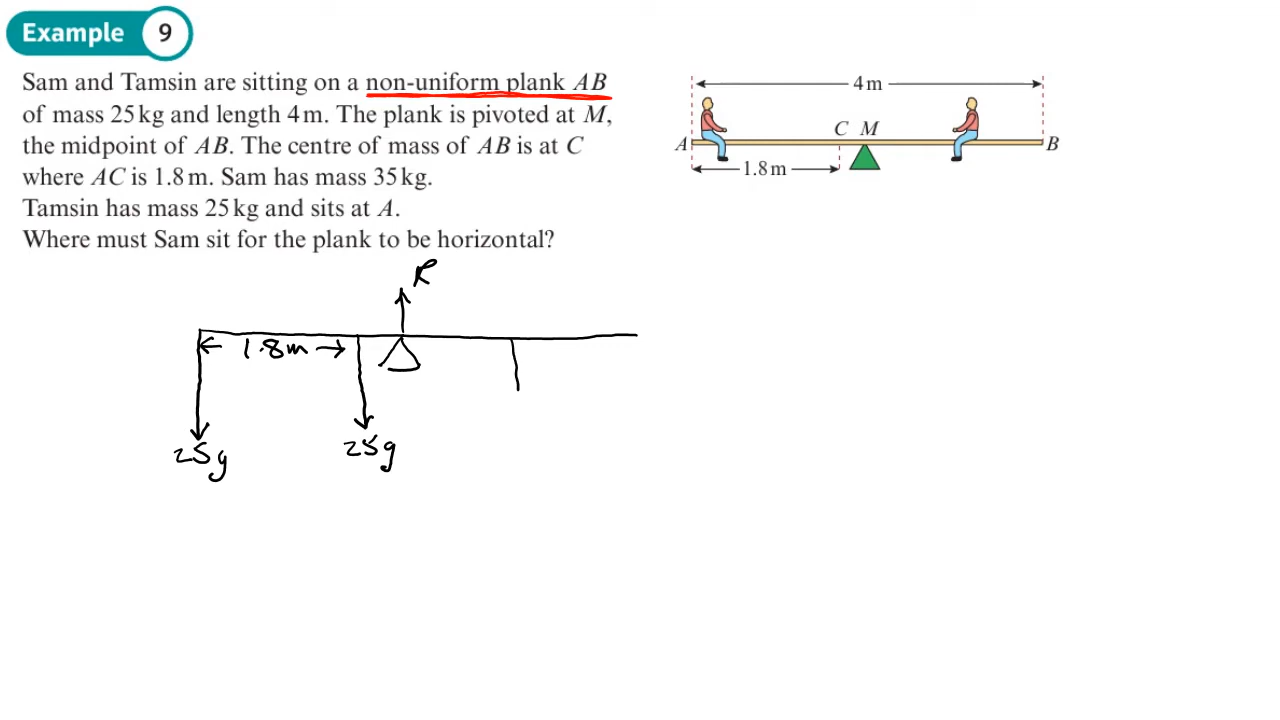 Example 9
Sam and Tamsin are sitting on a non-uniform plank AB
of mass 25 kg and length 4 m. The plank is pivoted at M,
the midpoint of AB. The centre of mass of AB is at C
where AC is 1.8 m. Sam has mass 35 kg.
Tamsin has mass 25 kg and sits at A.
Where must Sam sit for the plank to be horizontal?
4 m
C M
A B
1.8 m
R
1.8m
25g 25g